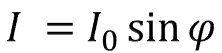 I = I₀ sin φ